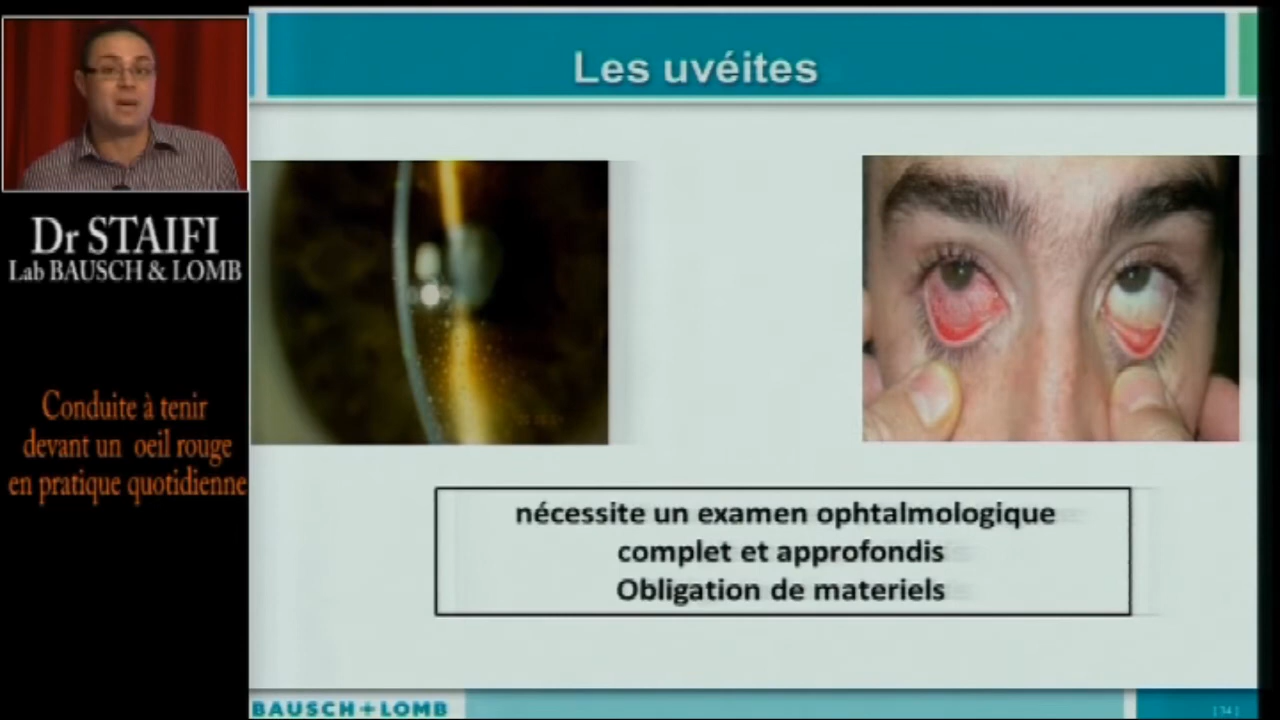 Les uvéites
Dr STAIFI
Lab BAUSCH & LOMB
Conduite à tenir
devant un oeil rouge
en pratique quotidienne
nécessite un examen ophtalmologique
complet et approfondis
Obligation de materiels
BAUSCH + LOMB